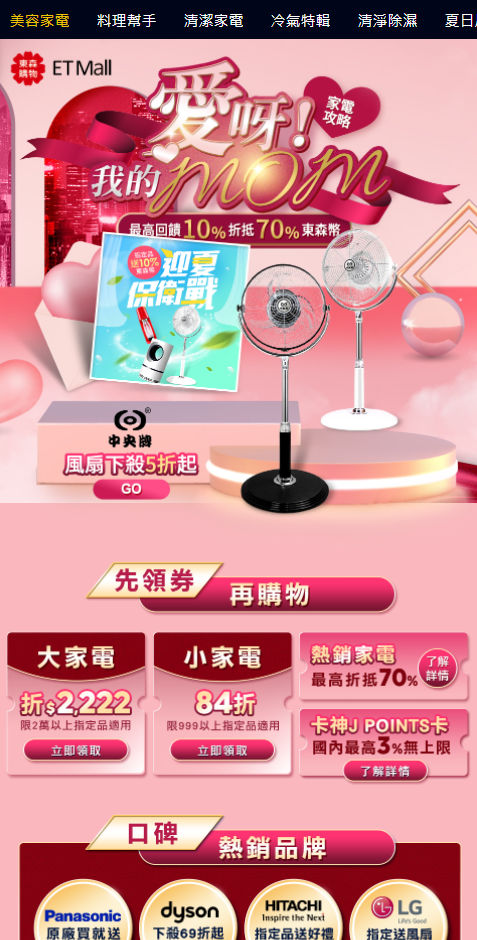 美容家電 料理幫手 清潔家電 冷氣特輯 清淨除濕 夏日
東森
購物
ETMall
愛呀!
家電
攻略
我的mom
最高回饋10%折抵70%東森幣
指定品
送10%
東森幣
迎夏
保衛戰
中央牌
風扇下殺5折起
GO
先領券
再購物
大家電
折$2,222
限2萬以上指定品適用
立即領取
小家電
84折
限999以上指定品適用
立即領取
熱銷家電
最高折抵70%
了解
詳情
卡神J POINTS卡
國內最高3%無上限
了解詳情
口碑
熱銷品牌
Panasonic
原廠買就送
dyson
下殺69折起
HITACHI
Inspire the Next
指定品送好禮
LG
Life's Good
指定送風扇